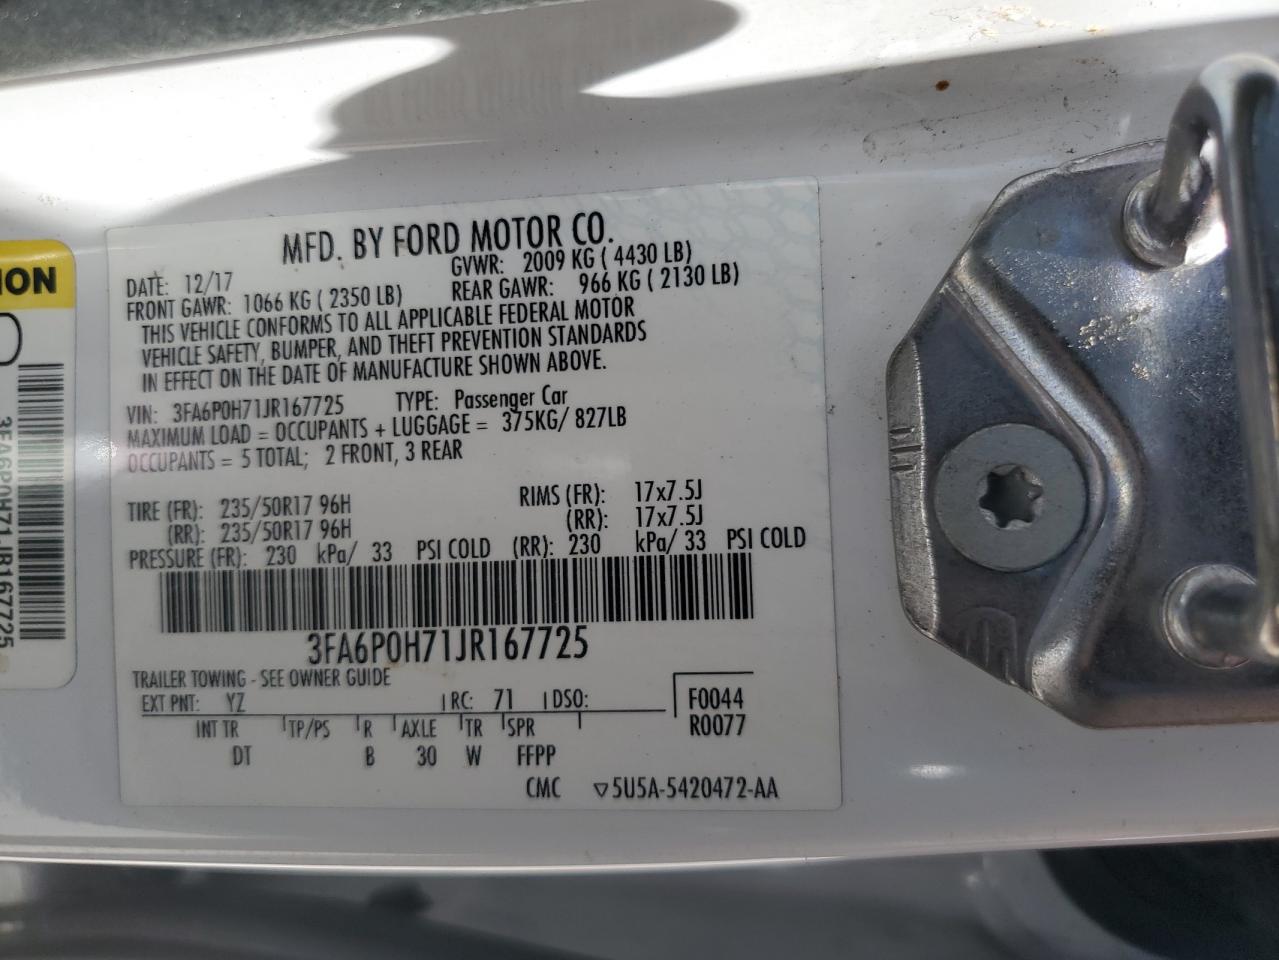 MFD. BY FORD MOTOR CO.
DATE: 12/17 GVWR: 2009 KG ( 4430 LB)
FRONT GAWR: 1066 KG ( 2350 LB) REAR GAWR: 966 KG ( 2130 LB)
THIS VEHICLE CONFORMS TO ALL APPLICABLE FEDERAL MOTOR
VEHICLE SAFETY, BUMPER, AND THEFT PREVENTION STANDARDS
IN EFFECT ON THE DATE OF MANUFACTURE SHOWN ABOVE.
VIN: 3FA6P0H71JR167725 TYPE: Passenger Car
MAXIMUM LOAD = OCCUPANTS + LUGGAGE = 375KG/ 827LB
OCCUPANTS = 5 TOTAL; 2 FRONT, 3 REAR
TIRE (FR): 235/50R17 96H RIMS (FR): 17x7.5J
(RR): 235/50R17 96H (RR): 17x7.5J
PRESSURE (FR): 230 kPa/ 33 PSI COLD (RR): 230 kPa/ 33 PSI COLD
3FA6P0H71JR167725
TRAILER TOWING - SEE OWNER GUIDE
EXT PNT: YZ RC: 71 DSO: F0044
INT TR TP/PS R AXLE TR SPR R0077
DT B 30 W FFPP
CMC ▽5U5A-5420472-AA
ION
3FA6P0H71JR167725